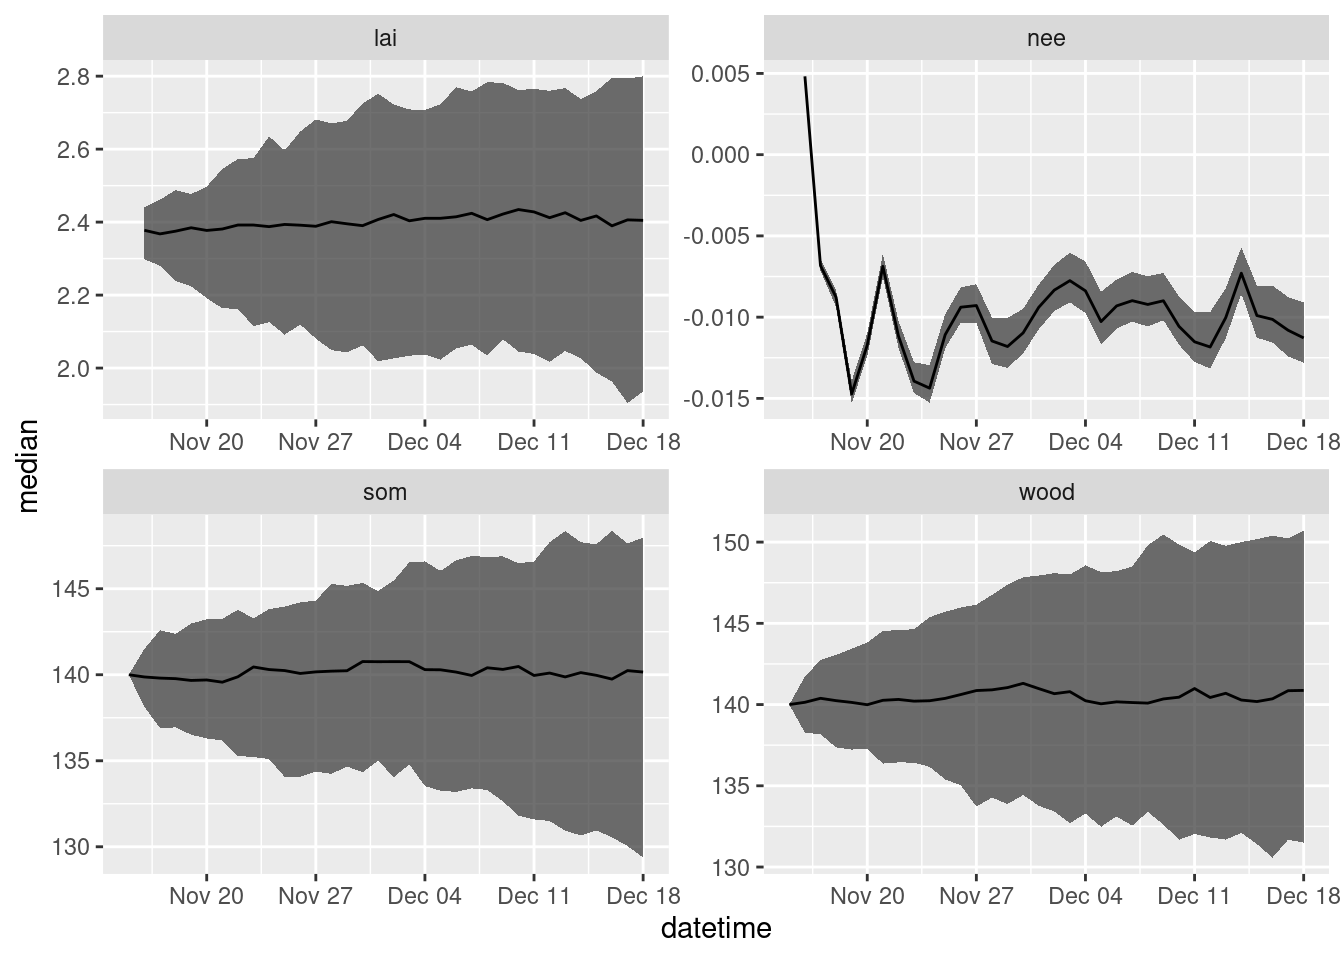 lai
nee
2.8
2.6
2.4
2.2
2.0
0.005
0.000
-0.005
-0.010
-0.015
Nov 20 Nov 27 Dec 04 Dec 11 Dec 18
Nov 20 Nov 27 Dec 04 Dec 11 Dec 18
median
som
wood
145
140
135
130
150
145
140
135
130
Nov 20 Nov 27 Dec 04 Dec 11 Dec 18
Nov 20 Nov 27 Dec 04 Dec 11 Dec 18
datetime